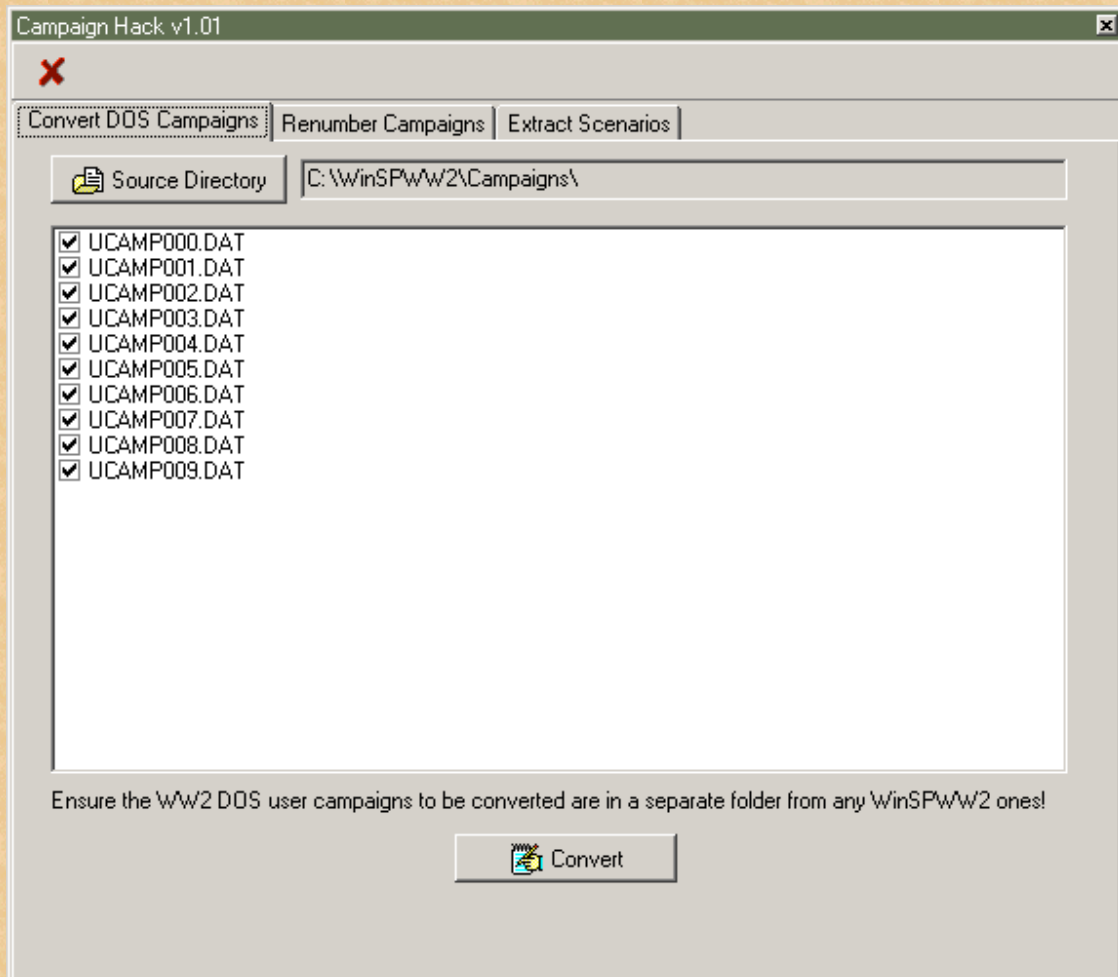 Campaign Hack v1.01
Convert DOS Campaigns Renumber Campaigns Extract Scenarios
Source Directory C:\WinSPWW2\Campaigns\
UCAMP000.DAT
UCAMP001.DAT
UCAMP002.DAT
UCAMP003.DAT
UCAMP004.DAT
UCAMP005.DAT
UCAMP006.DAT
UCAMP007.DAT
UCAMP008.DAT
UCAMP009.DAT
Ensure the WW2 DOS user campaigns to be converted are in a separate folder from any WinSPWW2 ones!
Convert